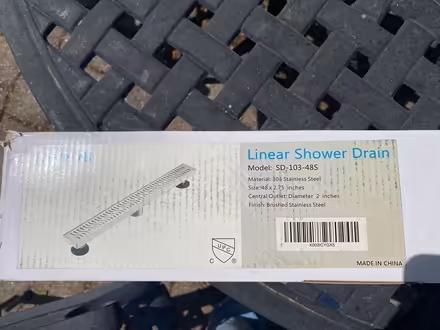 Linear Shower Drain
Model: SD-103-48S
Material: 304 Stainless Steel
Size: 48 x 2.75 inches
Central Outlet: Diameter 2 inches
Finish: Brushed Stainless Steel
UPC
C ®
MADE IN CHINA